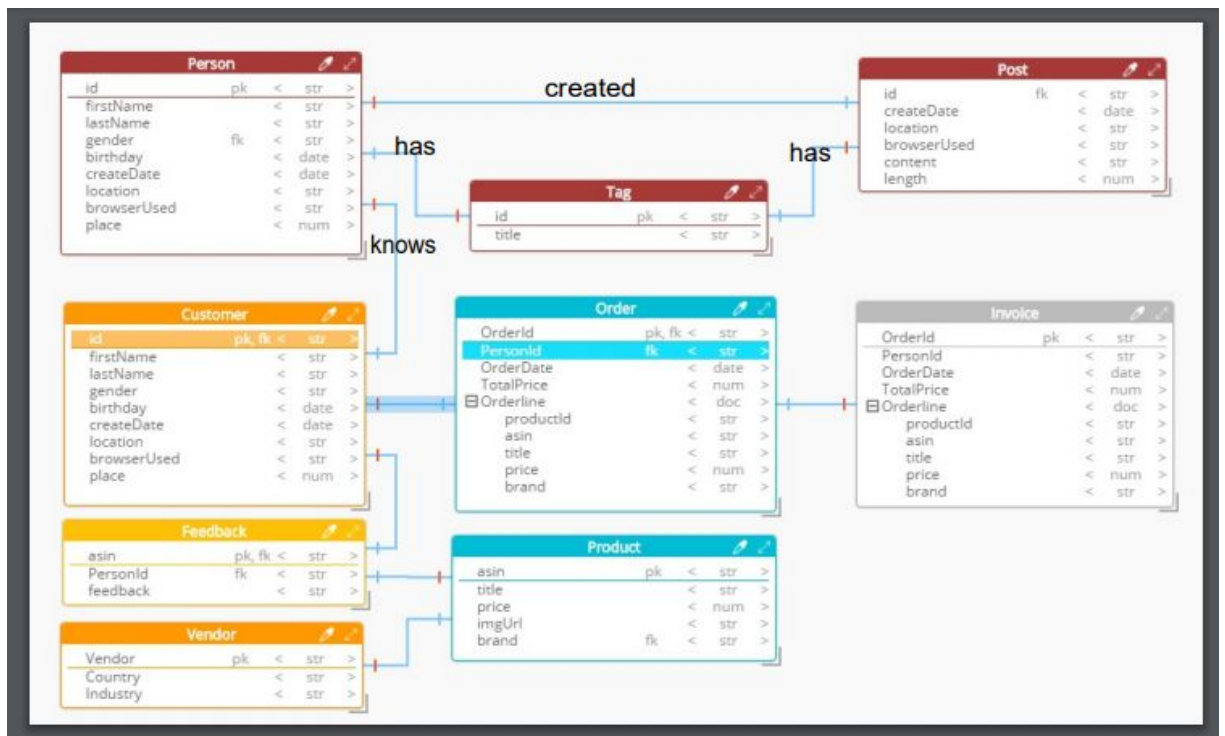 Person
id pk < str >
firstName < str >
lastName < str >
gender fk < str >
birthday < date >
createDate < date >
location < str >
browserUsed < str >
place < num >
created
Post
id fk < str >
createDate < date >
location < str >
browserUsed < str >
content < str >
length < num >
has
has
Tag
id pk < str >
title < str >
knows
Customer
id pk, fk < str >
firstName < str >
lastName < str >
gender < str >
birthday < date >
createDate < date >
location < str >
browserUsed < str >
place < num >
Order
OrderId pk, fk < str >
PersonId fk < str >
OrderDate < date >
TotalPrice < num >
Orderline < doc >
productId < str >
asin < str >
title < str >
price < num >
brand < str >
Invoice
OrderId pk < str >
PersonId < str >
OrderDate < date >
TotalPrice < num >
Orderline < doc >
productId < str >
asin < str >
title < str >
price < num >
brand < str >
Feedback
asin pk, fk < str >
PersonId fk < str >
feedback < str >
Product
asin pk < str >
title < str >
price < num >
imgUrl < str >
brand fk < str >
Vendor
Vendor pk < str >
Country < str >
Industry < str >